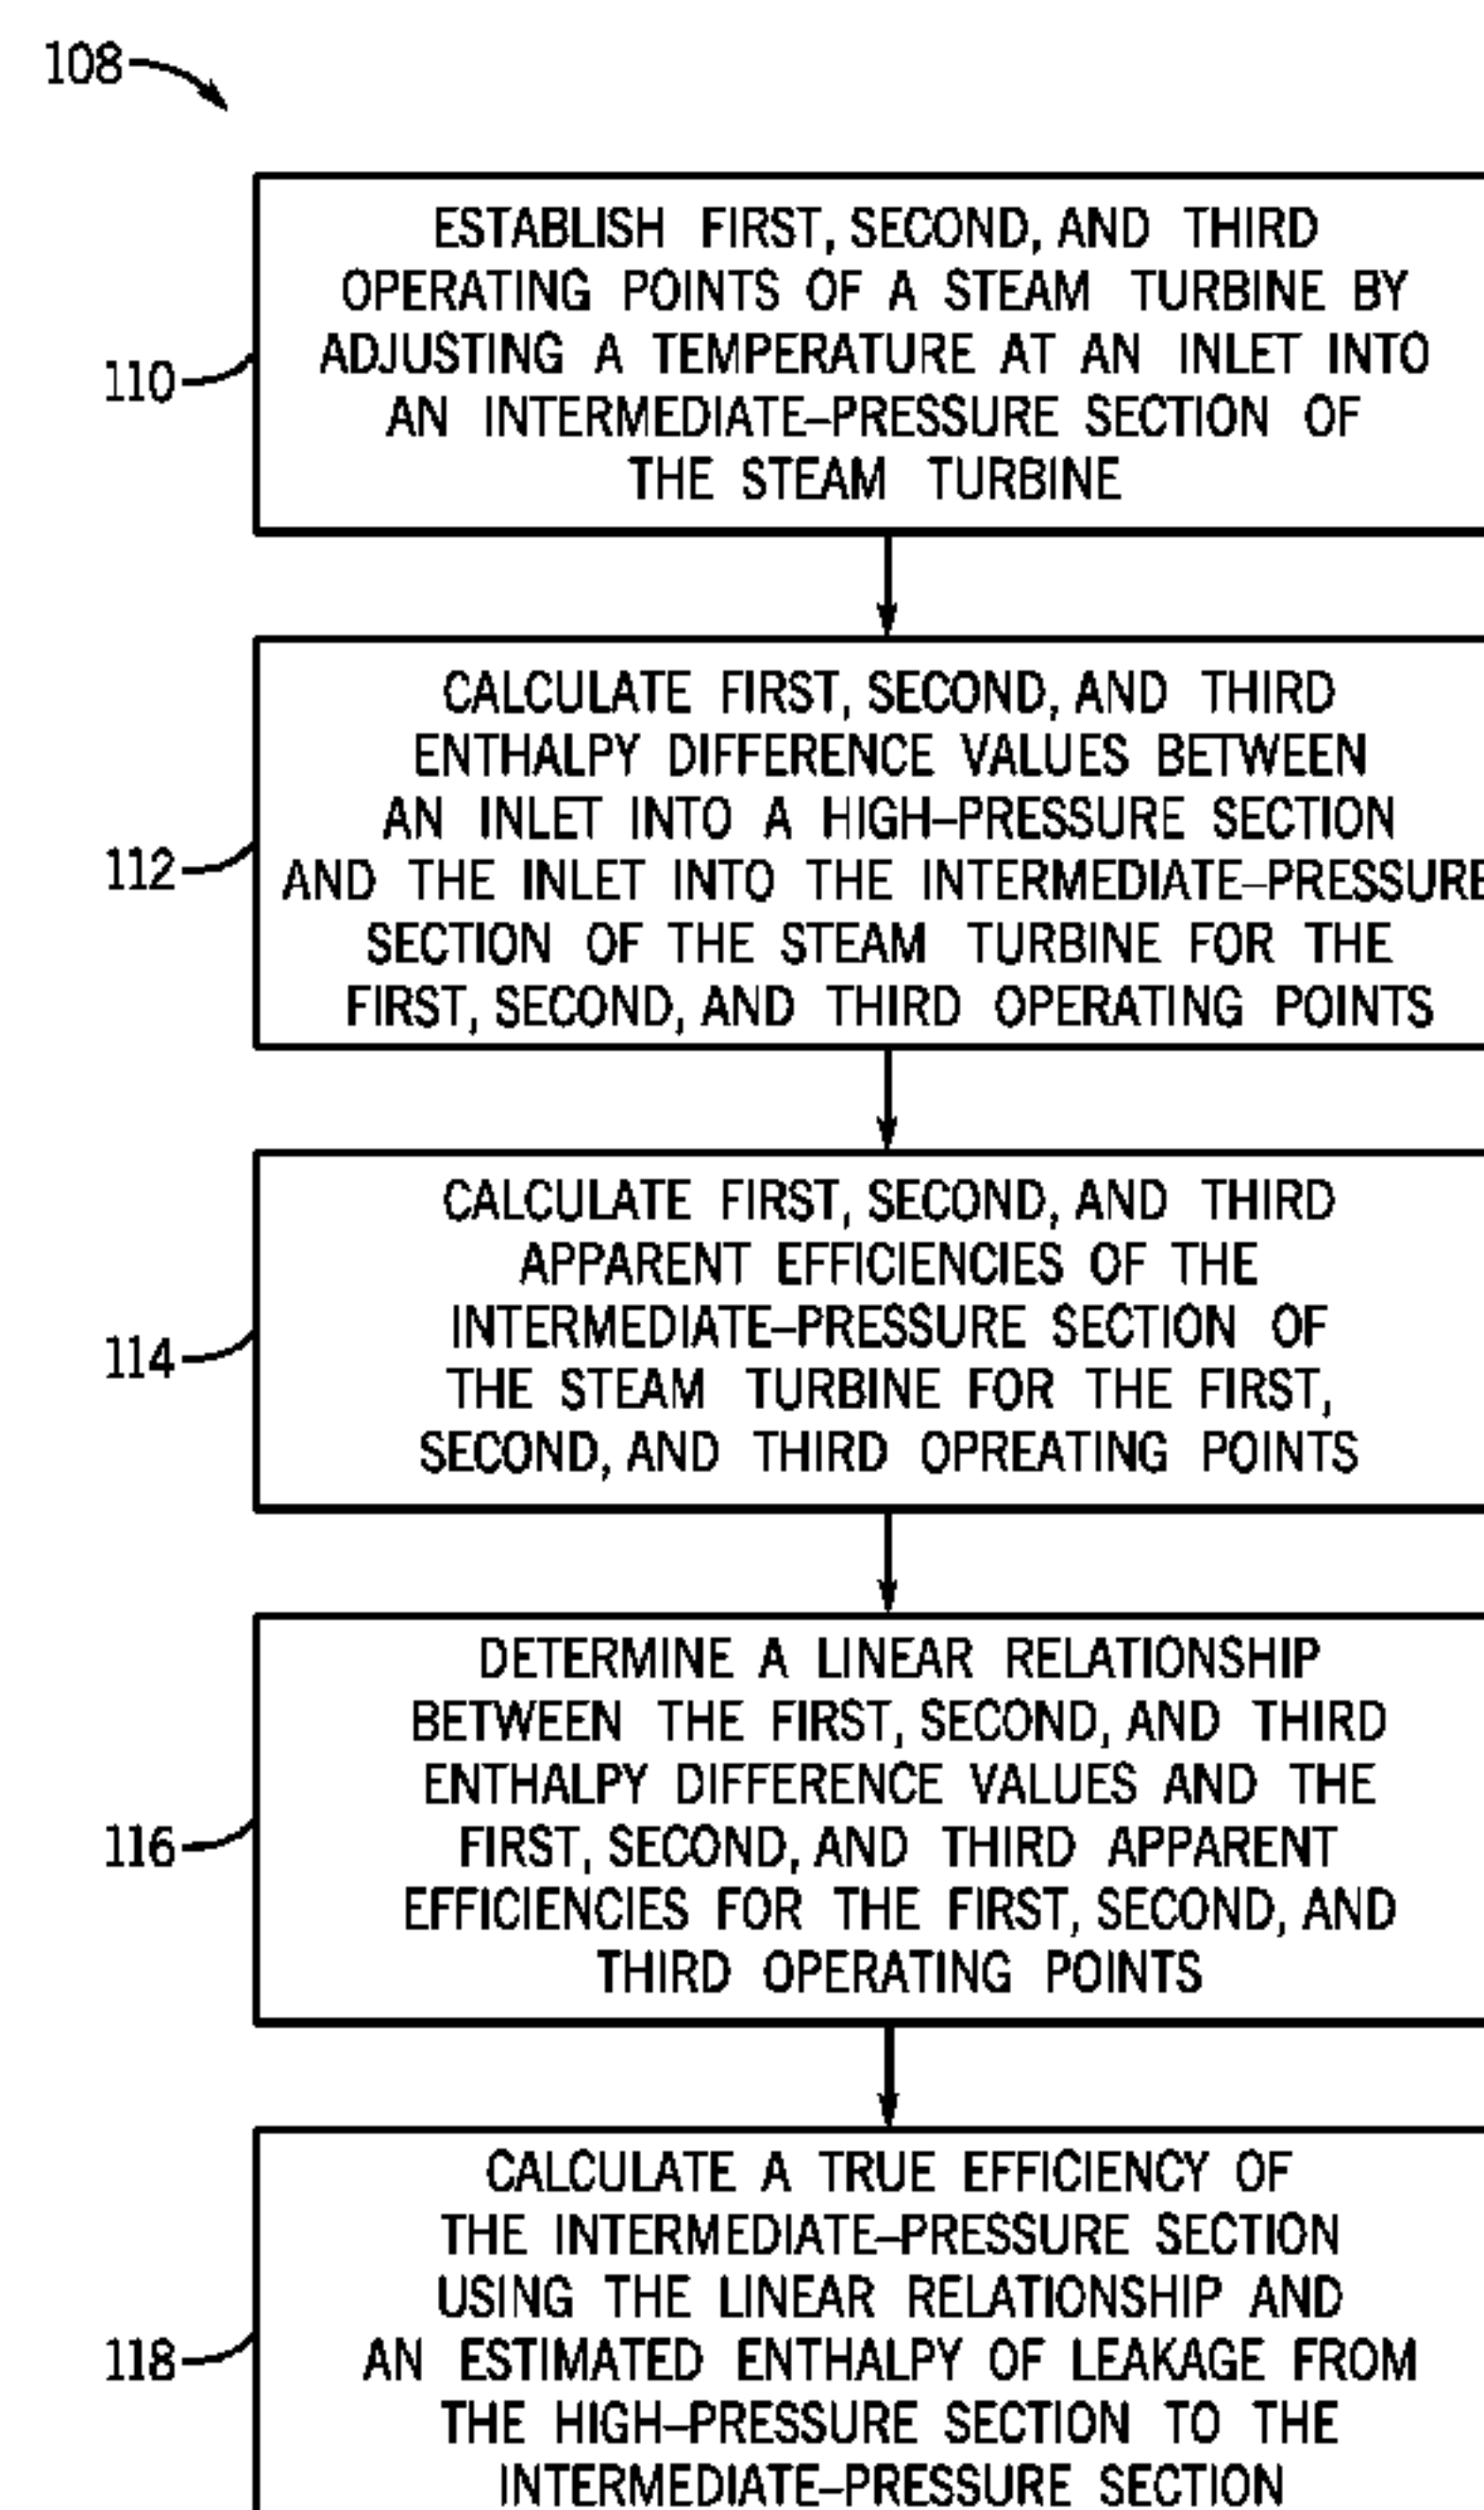 108
ESTABLISH FIRST, SECOND, AND THIRD
OPERATING POINTS OF A STEAM TURBINE BY
ADJUSTING A TEMPERATURE AT AN INLET INTO
AN INTERMEDIATE–PRESSURE SECTION OF
THE STEAM TURBINE
110
CALCULATE FIRST, SECOND, AND THIRD
ENTHALPY DIFFERENCE VALUES BETWEEN
AN INLET INTO A HIGH–PRESSURE SECTION
AND THE INLET INTO THE INTERMEDIATE–PRESSURE
SECTION OF THE STEAM TURBINE FOR THE
FIRST, SECOND, AND THIRD OPERATING POINTS
112
CALCULATE FIRST, SECOND, AND THIRD
APPARENT EFFICIENCIES OF THE
INTERMEDIATE–PRESSURE SECTION OF
THE STEAM TURBINE FOR THE FIRST,
SECOND, AND THIRD OPREATING POINTS
114
DETERMINE A LINEAR RELATIONSHIP
BETWEEN THE FIRST, SECOND, AND THIRD
ENTHALPY DIFFERENCE VALUES AND THE
FIRST, SECOND, AND THIRD APPARENT
EFFICIENCIES FOR THE FIRST, SECOND, AND
THIRD OPERATING POINTS
116
CALCULATE A TRUE EFFICIENCY OF
THE INTERMEDIATE–PRESSURE SECTION
USING THE LINEAR RELATIONSHIP AND
AN ESTIMATED ENTHALPY OF LEAKAGE FROM
THE HIGH–PRESSURE SECTION TO THE
INTERMEDIATE–PRESSURE SECTION
118